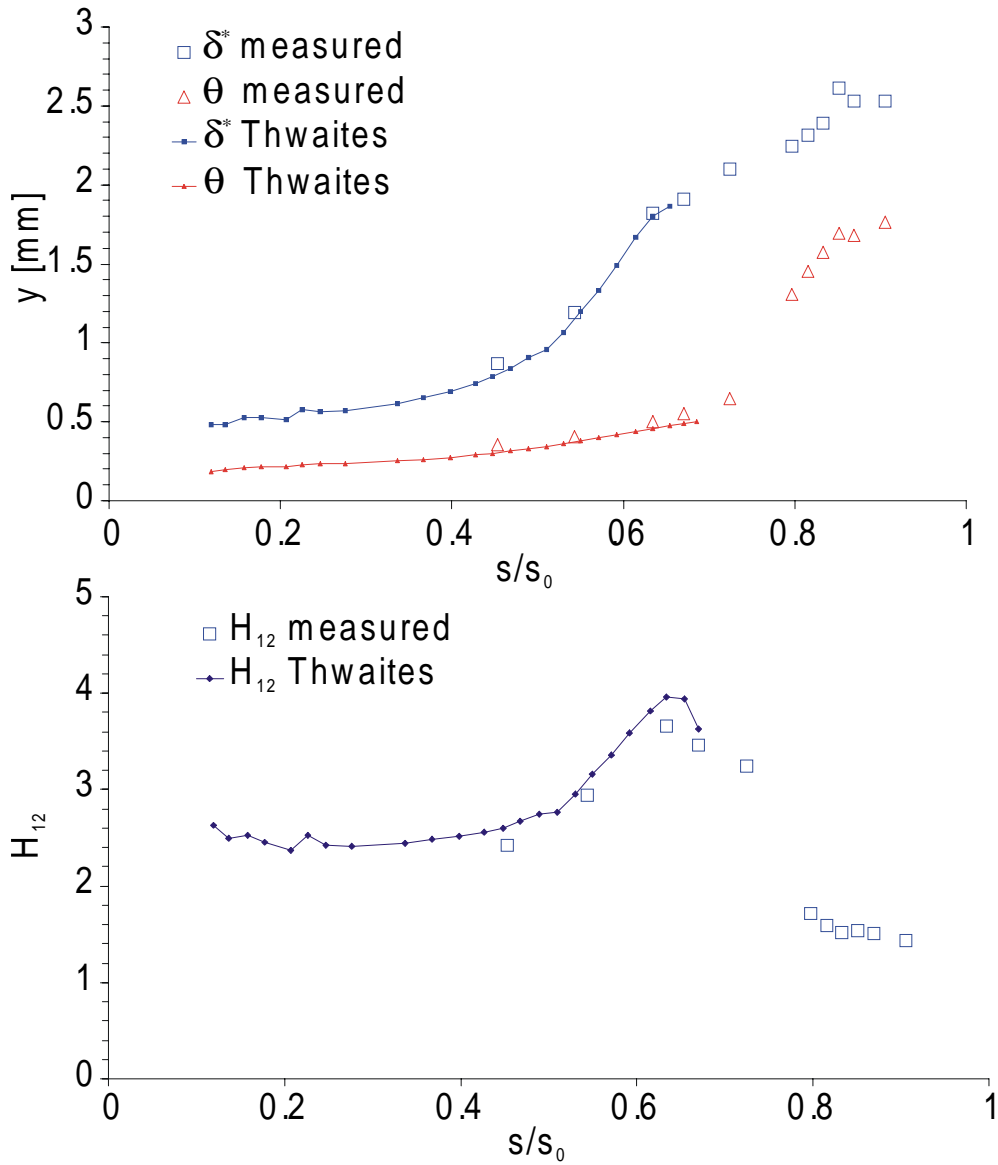 3
2.5
2
1.5
1
0.5
0
y [mm]
δ* measured
θ measured
δ* Thwaites
θ Thwaites
0 0.2 0.4 0.6 0.8 1
s/s₀
5
4
3
2
1
0
H₁₂
H₁₂ measured
H₁₂ Thwaites
0 0.2 0.4 0.6 0.8 1
s/s₀